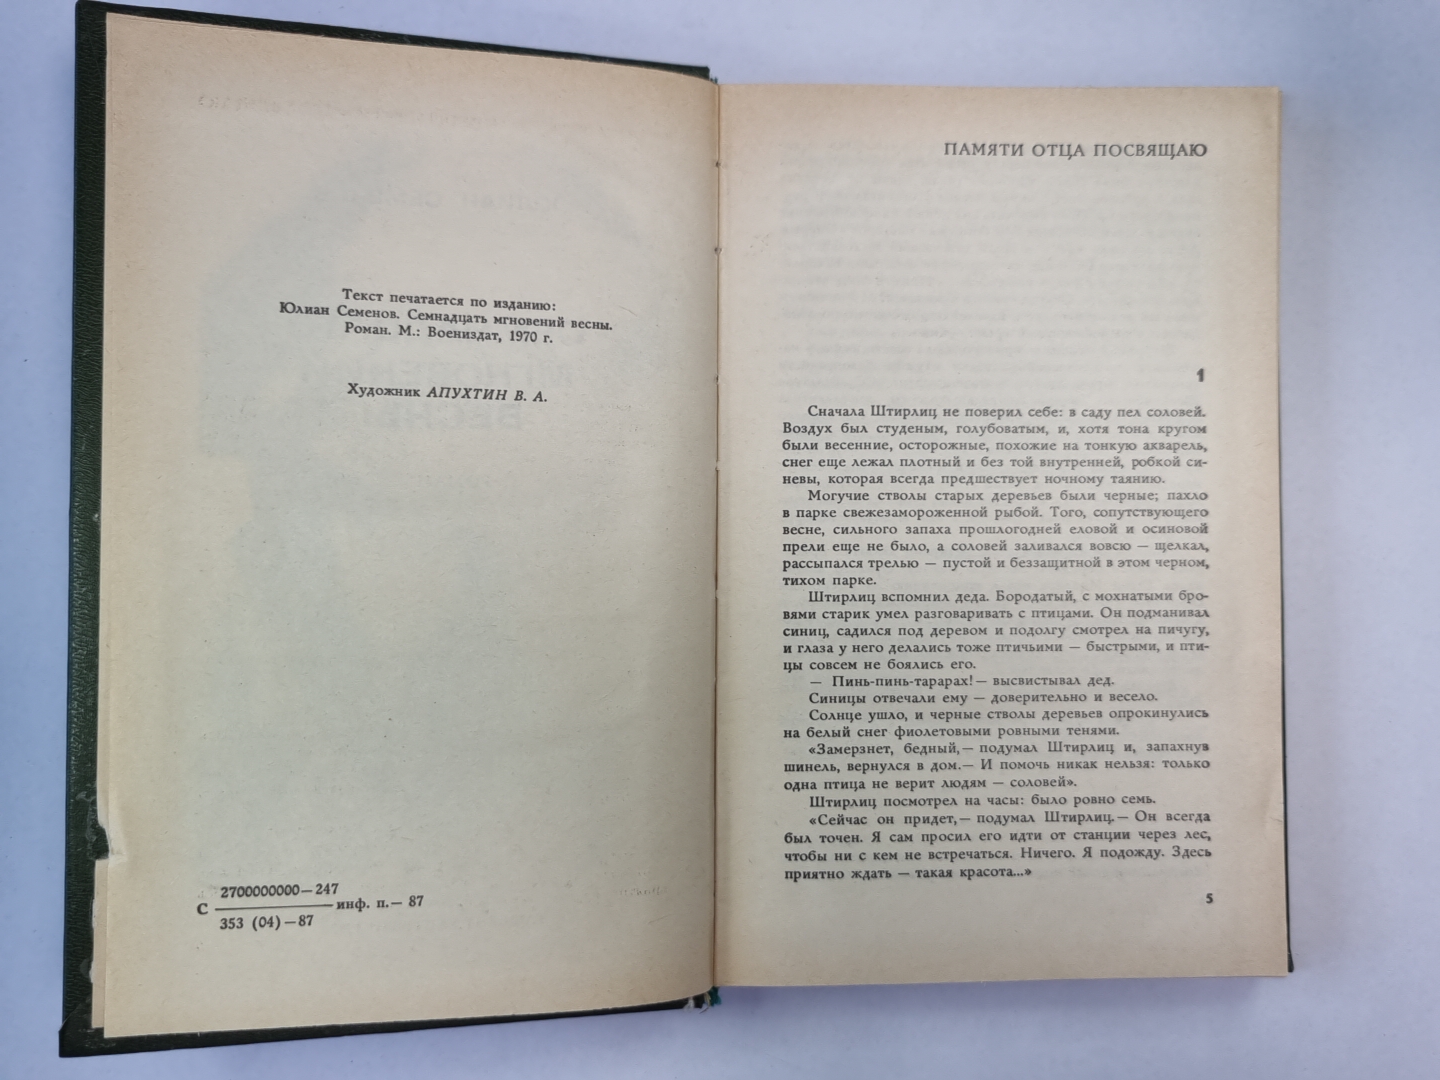 Текст печатается по изданию:
Юлиан Семенов. Семнадцать мгновений весны.
Роман. М.: Воениздат, 1970 г.
Художник АПУХТИН В. А.
С 2700000000—247
353 (04)—87
инф. п.— 87
ПАМЯТИ ОТЦА ПОСВЯЩАЮ
1
Сначала Штирлиц не поверил себе: в саду пел соловей.
Воздух был студеным, голубоватым, и, хотя тона кругом
были весенние, осторожные, похожие на тонкую акварель,
снег еще лежал плотный и без той внутренней, робкой си-
невы, которая всегда предшествует ночному таянию.
Могучие стволы старых деревьев были черные; пахло
в парке свежезамороженной рыбой. Того, сопутствующего
весне, сильного запаха прошлогодней еловой и осиновой
прели еще не было, а соловей заливался вовсю — щелкал,
рассыпался трелью — пустой и беззащитной в этом черном,
тихом парке.
Штирлиц вспомнил деда. Бородатый, с мохнатыми бро-
вями старик умел разговаривать с птицами. Он подманивал
синиц, садился под деревом и подолгу смотрел на пичугу,
и глаза у него делались тоже птичьими — быстрыми, и пти-
цы совсем не боялись его.
— Пинь-пинь-тарарах! — высвистывал дед.
Синицы отвечали ему — доверительно и весело.
Солнце ушло, и черные стволы деревьев опрокинулись
на белый снег фиолетовыми ровными тенями.
«Замерзнет, бедный,— подумал Штирлиц и, запахнув
шинель, вернулся в дом.— И помочь никак нельзя: только
одна птица не верит людям — соловей».
Штирлиц посмотрел на часы: было ровно семь.
«Сейчас он придет,— подумал Штирлиц.— Он всегда
был точен. Я сам просил его идти от станции через лес,
чтобы ни с кем не встречаться. Ничего. Я подожду. Здесь
приятно ждать — такая красота...»
5